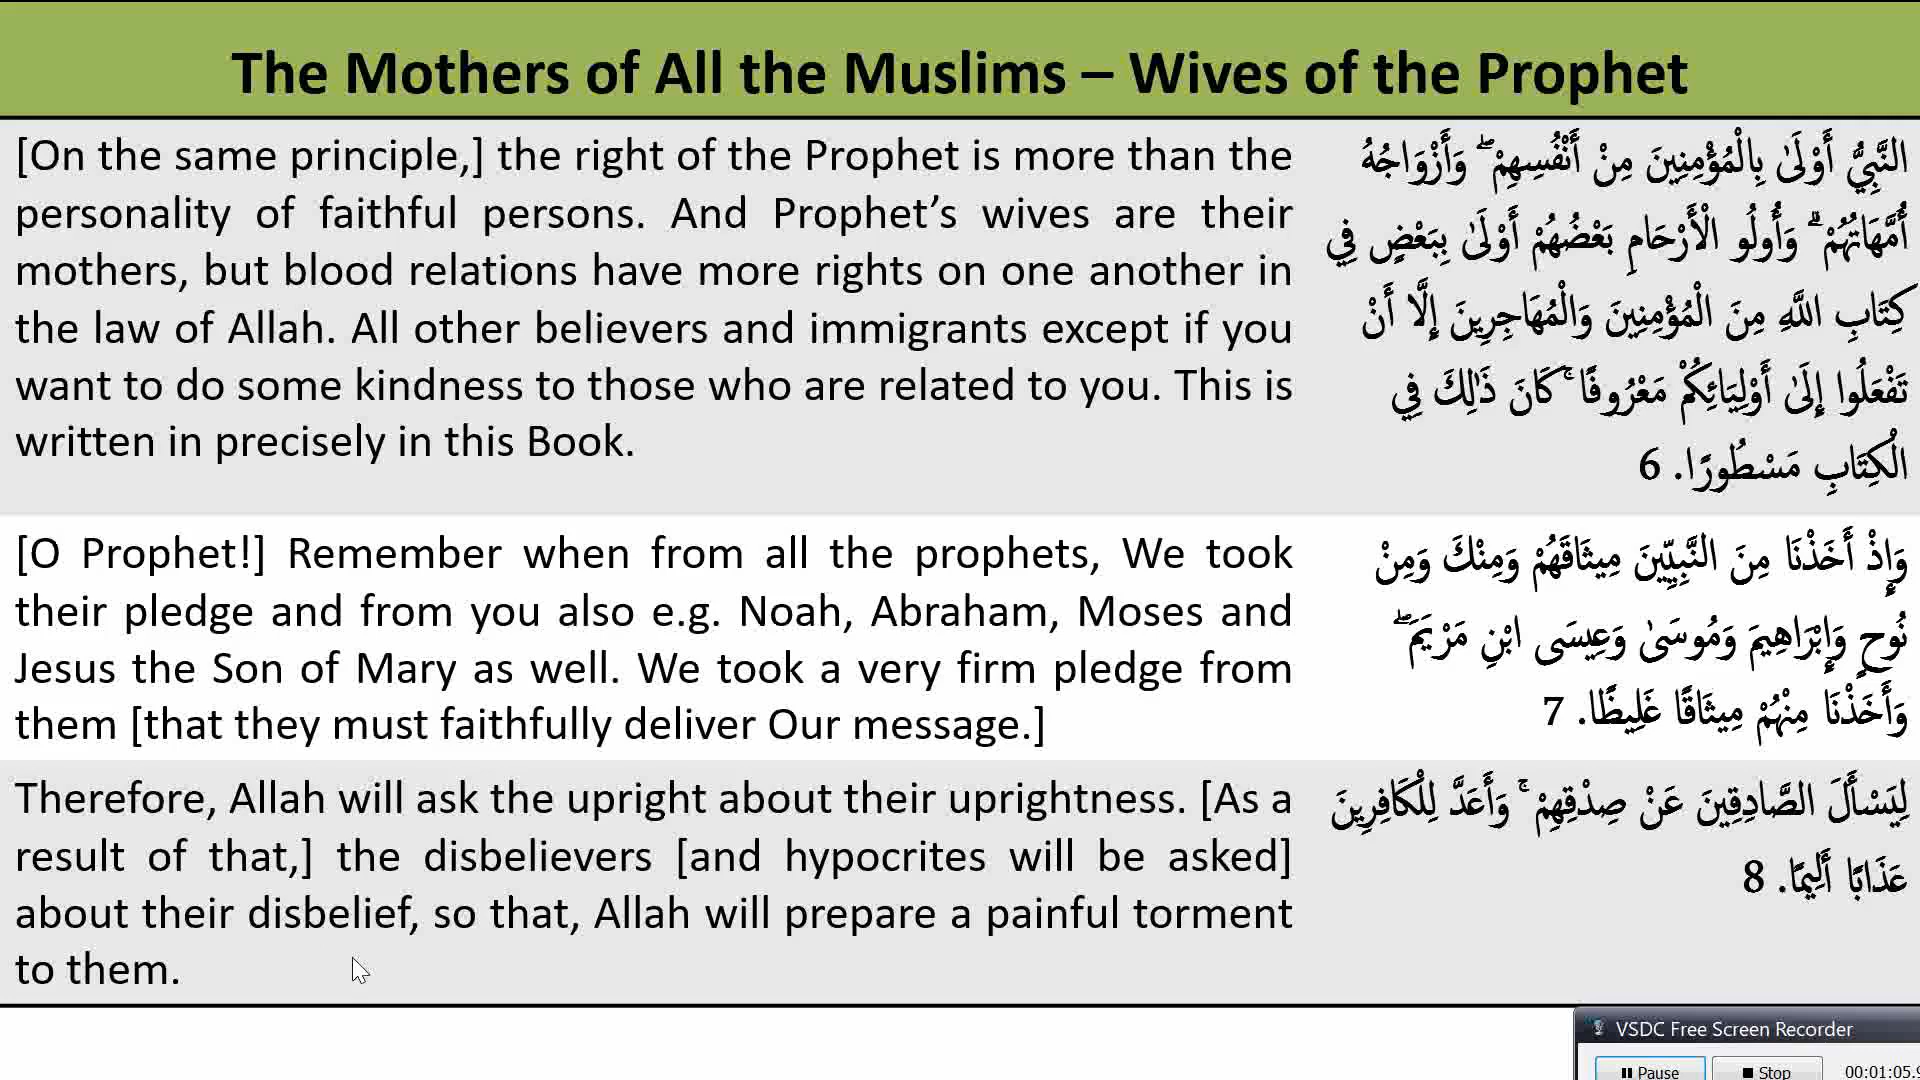 The Mothers of All the Muslims – Wives of the Prophet
[On the same principle,] the right of the Prophet is more than the
personality of faithful persons. And Prophet’s wives are their
mothers, but blood relations have more rights on one another in
the law of Allah. All other believers and immigrants except if you
want to do some kindness to those who are related to you. This is
written in precisely in this Book.
النَّبِيُّ أَوْلَىٰ بِالْمُؤْمِنِينَ مِنْ أَنْفُسِهِمْ ۖ وَأَزْوَاجُهُ
أُمَّهَاتُهُمْ ۗ وَأُولُو الْأَرْحَامِ بَعْضُهُمْ أَوْلَىٰ بِبَعْضٍ فِي
كِتَابِ اللَّهِ مِنَ الْمُؤْمِنِينَ وَالْمُهَاجِرِينَ إِلَّا أَنْ
تَفْعَلُوا إِلَىٰ أَوْلِيَائِكُمْ مَعْرُوفًا ۚ كَانَ ذَٰلِكَ فِي
الْكِتَابِ مَسْطُورًا. 6
[O Prophet!] Remember when from all the prophets, We took
their pledge and from you also e.g. Noah, Abraham, Moses and
Jesus the Son of Mary as well. We took a very firm pledge from
them [that they must faithfully deliver Our message.]
وَإِذْ أَخَذْنَا مِنَ النَّبِيِّينَ مِيثَاقَهُمْ وَمِنْكَ وَمِنْ
نُوحٍ وَإِبْرَاهِيمَ وَمُوسَىٰ وَعِيسَى ابْنِ مَرْيَمَ ۖ
وَأَخَذْنَا مِنْهُمْ مِيثَاقًا غَلِيظًا. 7
Therefore, Allah will ask the upright about their uprightness. [As a
result of that,] the disbelievers [and hypocrites will be asked]
about their disbelief, so that, Allah will prepare a painful torment
to them.
لِيَسْأَلَ الصَّادِقِينَ عَنْ صِدْقِهِمْ ۚ وَأَعَدَّ لِلْكَافِرِينَ
عَذَابًا أَلِيمًا. 8
VSDC Free Screen Recorder
Pause Stop 00:01:05.9